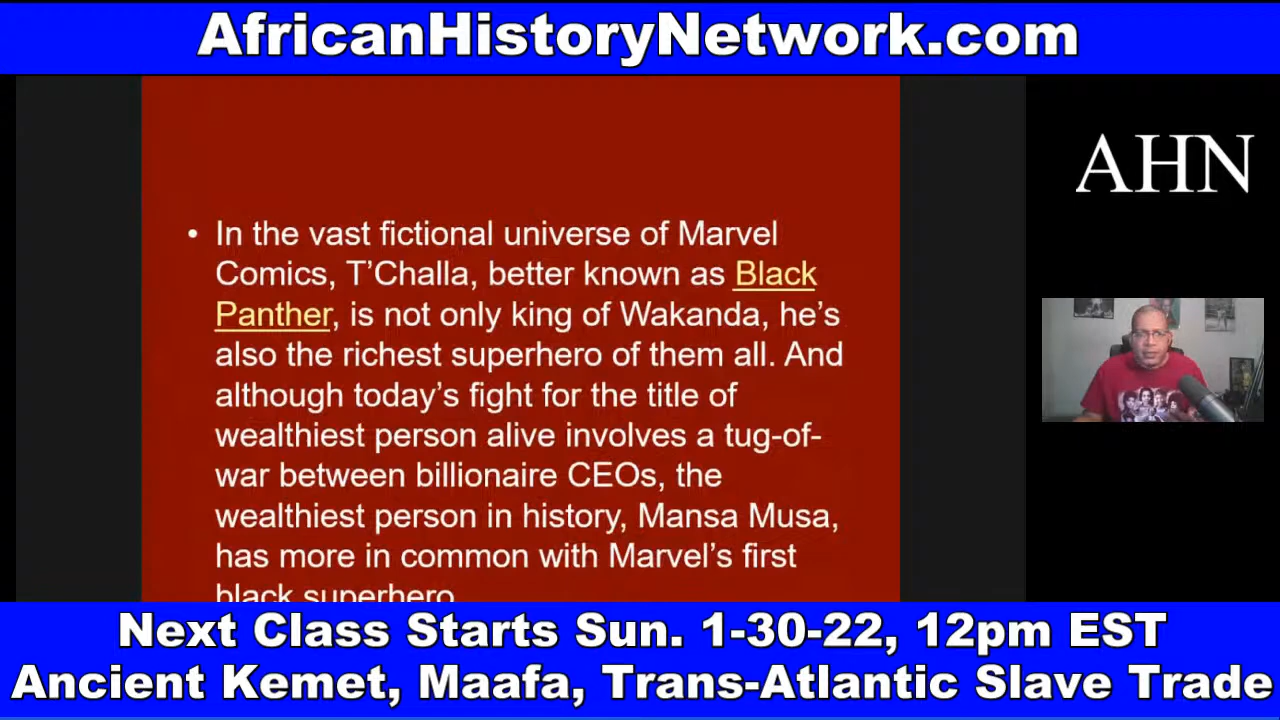 AfricanHistoryNetwork.com
AHN
• In the vast fictional universe of Marvel
Comics, T’Challa, better known as Black
Panther, is not only king of Wakanda, he’s
also the richest superhero of them all. And
although today’s fight for the title of
wealthiest person alive involves a tug-of-
war between billionaire CEOs, the
wealthiest person in history, Mansa Musa,
has more in common with Marvel’s first
black superhero.
Next Class Starts Sun. 1-30-22, 12pm EST
Ancient Kemet, Maafa, Trans-Atlantic Slave Trade